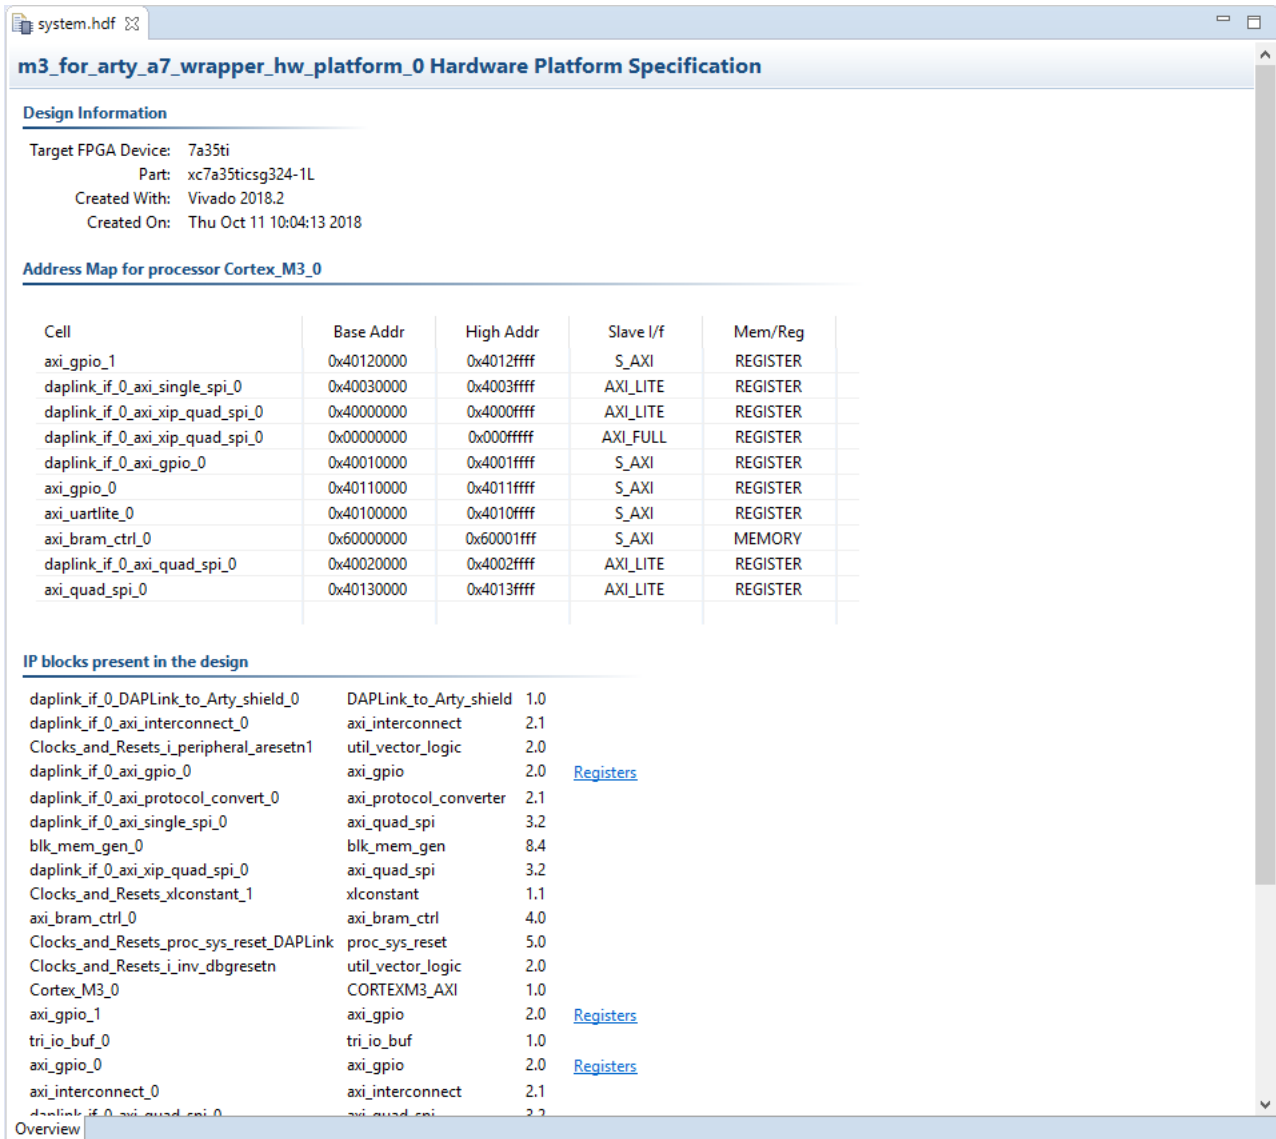 system.hdf
m3_for_arty_a7_wrapper_hw_platform_0 Hardware Platform Specification
Design Information
Target FPGA Device: 7a35ti
Part: xc7a35ticsg324-1L
Created With: Vivado 2018.2
Created On: Thu Oct 11 10:04:13 2018
Address Map for processor Cortex_M3_0
Cell Base Addr High Addr Slave I/f Mem/Reg
axi_gpio_1 0x40120000 0x4012ffff S_AXI REGISTER
daplink_if_0_axi_single_spi_0 0x40030000 0x4003ffff AXI_LITE REGISTER
daplink_if_0_axi_xip_quad_spi_0 0x40000000 0x4000ffff AXI_LITE REGISTER
daplink_if_0_axi_xip_quad_spi_0 0x00000000 0x000fffff AXI_FULL REGISTER
daplink_if_0_axi_gpio_0 0x40010000 0x4001ffff S_AXI REGISTER
axi_gpio_0 0x40110000 0x4011ffff S_AXI REGISTER
axi_uartlite_0 0x40100000 0x4010ffff S_AXI REGISTER
axi_bram_ctrl_0 0x60000000 0x60001fff S_AXI MEMORY
daplink_if_0_axi_quad_spi_0 0x40020000 0x4002ffff AXI_LITE REGISTER
axi_quad_spi_0 0x40130000 0x4013ffff AXI_LITE REGISTER
IP blocks present in the design
daplink_if_0_DAPLink_to_Arty_shield_0 DAPLink_to_Arty_shield 1.0
daplink_if_0_axi_interconnect_0 axi_interconnect 2.1
Clocks_and_Resets_i_peripheral_aresetn1 util_vector_logic 2.0
daplink_if_0_axi_gpio_0 axi_gpio 2.0 Registers
daplink_if_0_axi_protocol_convert_0 axi_protocol_converter 2.1
daplink_if_0_axi_single_spi_0 axi_quad_spi 3.2
blk_mem_gen_0 blk_mem_gen 8.4
daplink_if_0_axi_xip_quad_spi_0 axi_quad_spi 3.2
Clocks_and_Resets_xlconstant_1 xlconstant 1.1
axi_bram_ctrl_0 axi_bram_ctrl 4.0
Clocks_and_Resets_proc_sys_reset_DAPLink proc_sys_reset 5.0
Clocks_and_Resets_i_inv_dbgresetn util_vector_logic 2.0
Cortex_M3_0 CORTEXM3_AXI 1.0
axi_gpio_1 axi_gpio 2.0 Registers
tri_io_buf_0 tri_io_buf 1.0
axi_gpio_0 axi_gpio 2.0 Registers
axi_interconnect_0 axi_interconnect 2.1
daplink_if_0_axi_quad_spi_0 axi_quad_spi 3.2
Overview